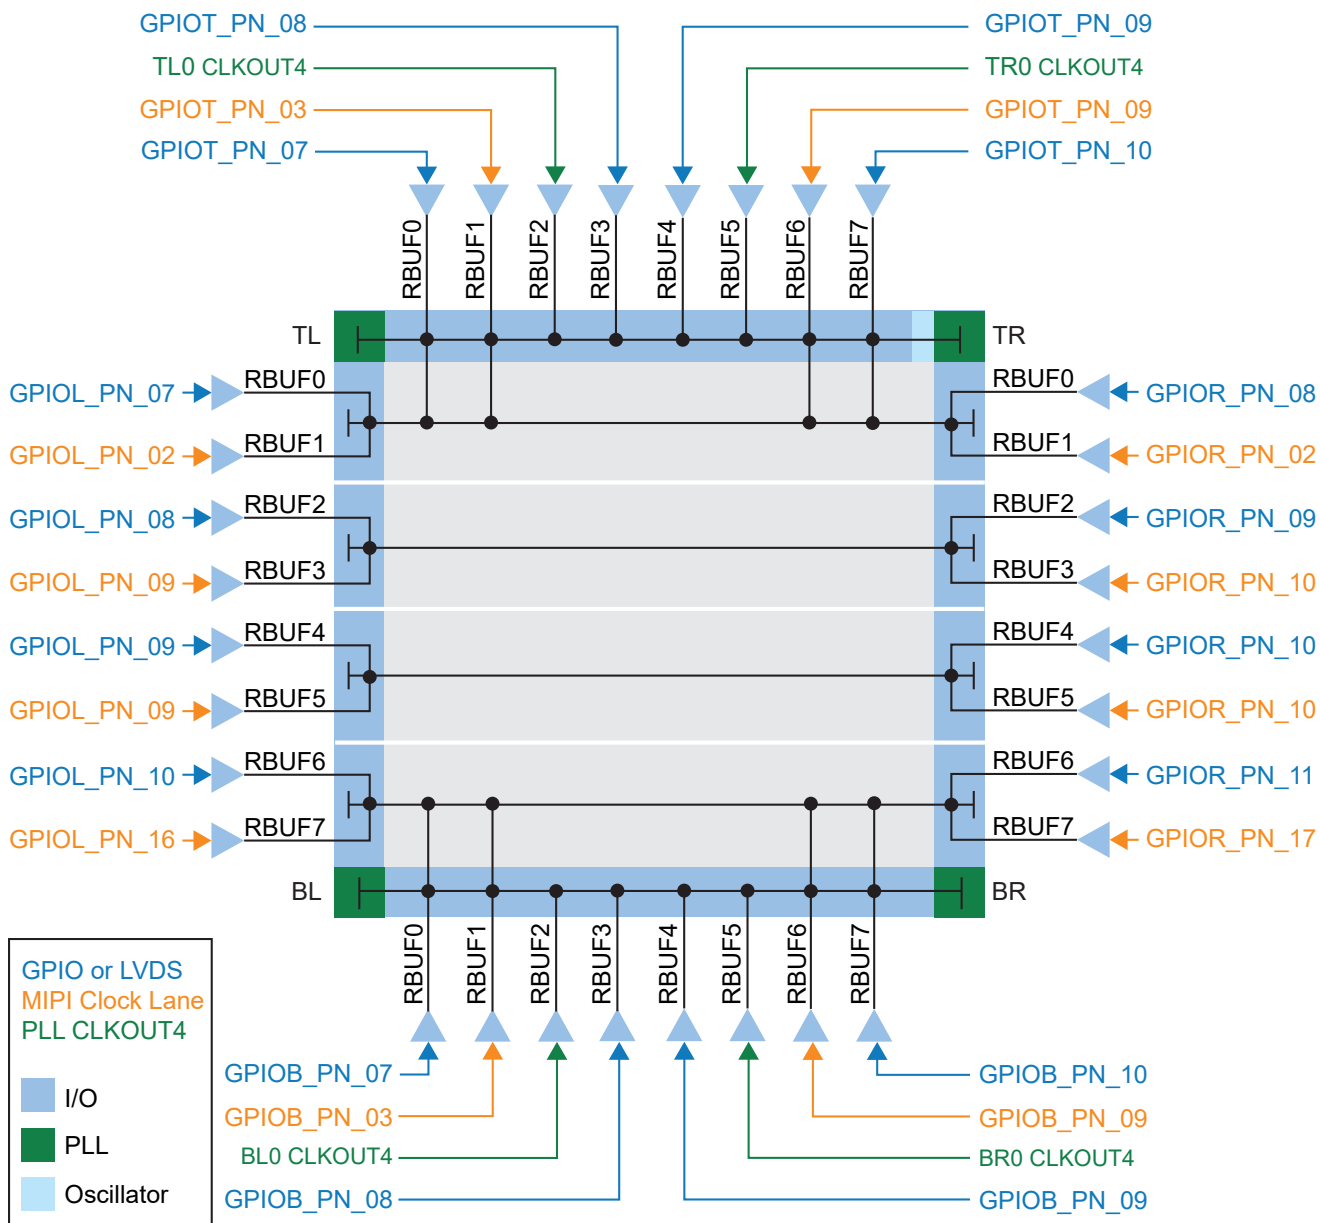 GPIOT_PN_08
TL0 CLKOUT4
GPIOT_PN_03
GPIOT_PN_07
GPIOT_PN_09
TR0 CLKOUT4
GPIOT_PN_09
GPIOT_PN_10
RBUF0
RBUF1
RBUF2
RBUF3
RBUF4
RBUF5
RBUF6
RBUF7
TL
TR
GPIOL_PN_07
RBUF0
GPIOL_PN_02
RBUF1
GPIOL_PN_08
RBUF2
GPIOL_PN_09
RBUF3
GPIOL_PN_09
RBUF4
GPIOL_PN_09
RBUF5
GPIOL_PN_10
RBUF6
GPIOL_PN_16
RBUF7
RBUF0
GPIOR_PN_08
RBUF1
GPIOR_PN_02
RBUF2
GPIOR_PN_09
RBUF3
GPIOR_PN_10
RBUF4
GPIOR_PN_10
RBUF5
GPIOR_PN_10
RBUF6
GPIOR_PN_11
RBUF7
GPIOR_PN_17
BL
BR
RBUF0
RBUF1
RBUF2
RBUF3
RBUF4
RBUF5
RBUF6
RBUF7
GPIOB_PN_07
GPIOB_PN_03
BL0 CLKOUT4
GPIOB_PN_08
GPIOB_PN_10
GPIOB_PN_09
BR0 CLKOUT4
GPIOB_PN_09
GPIO or LVDS
MIPI Clock Lane
PLL CLKOUT4
I/O
PLL
Oscillator